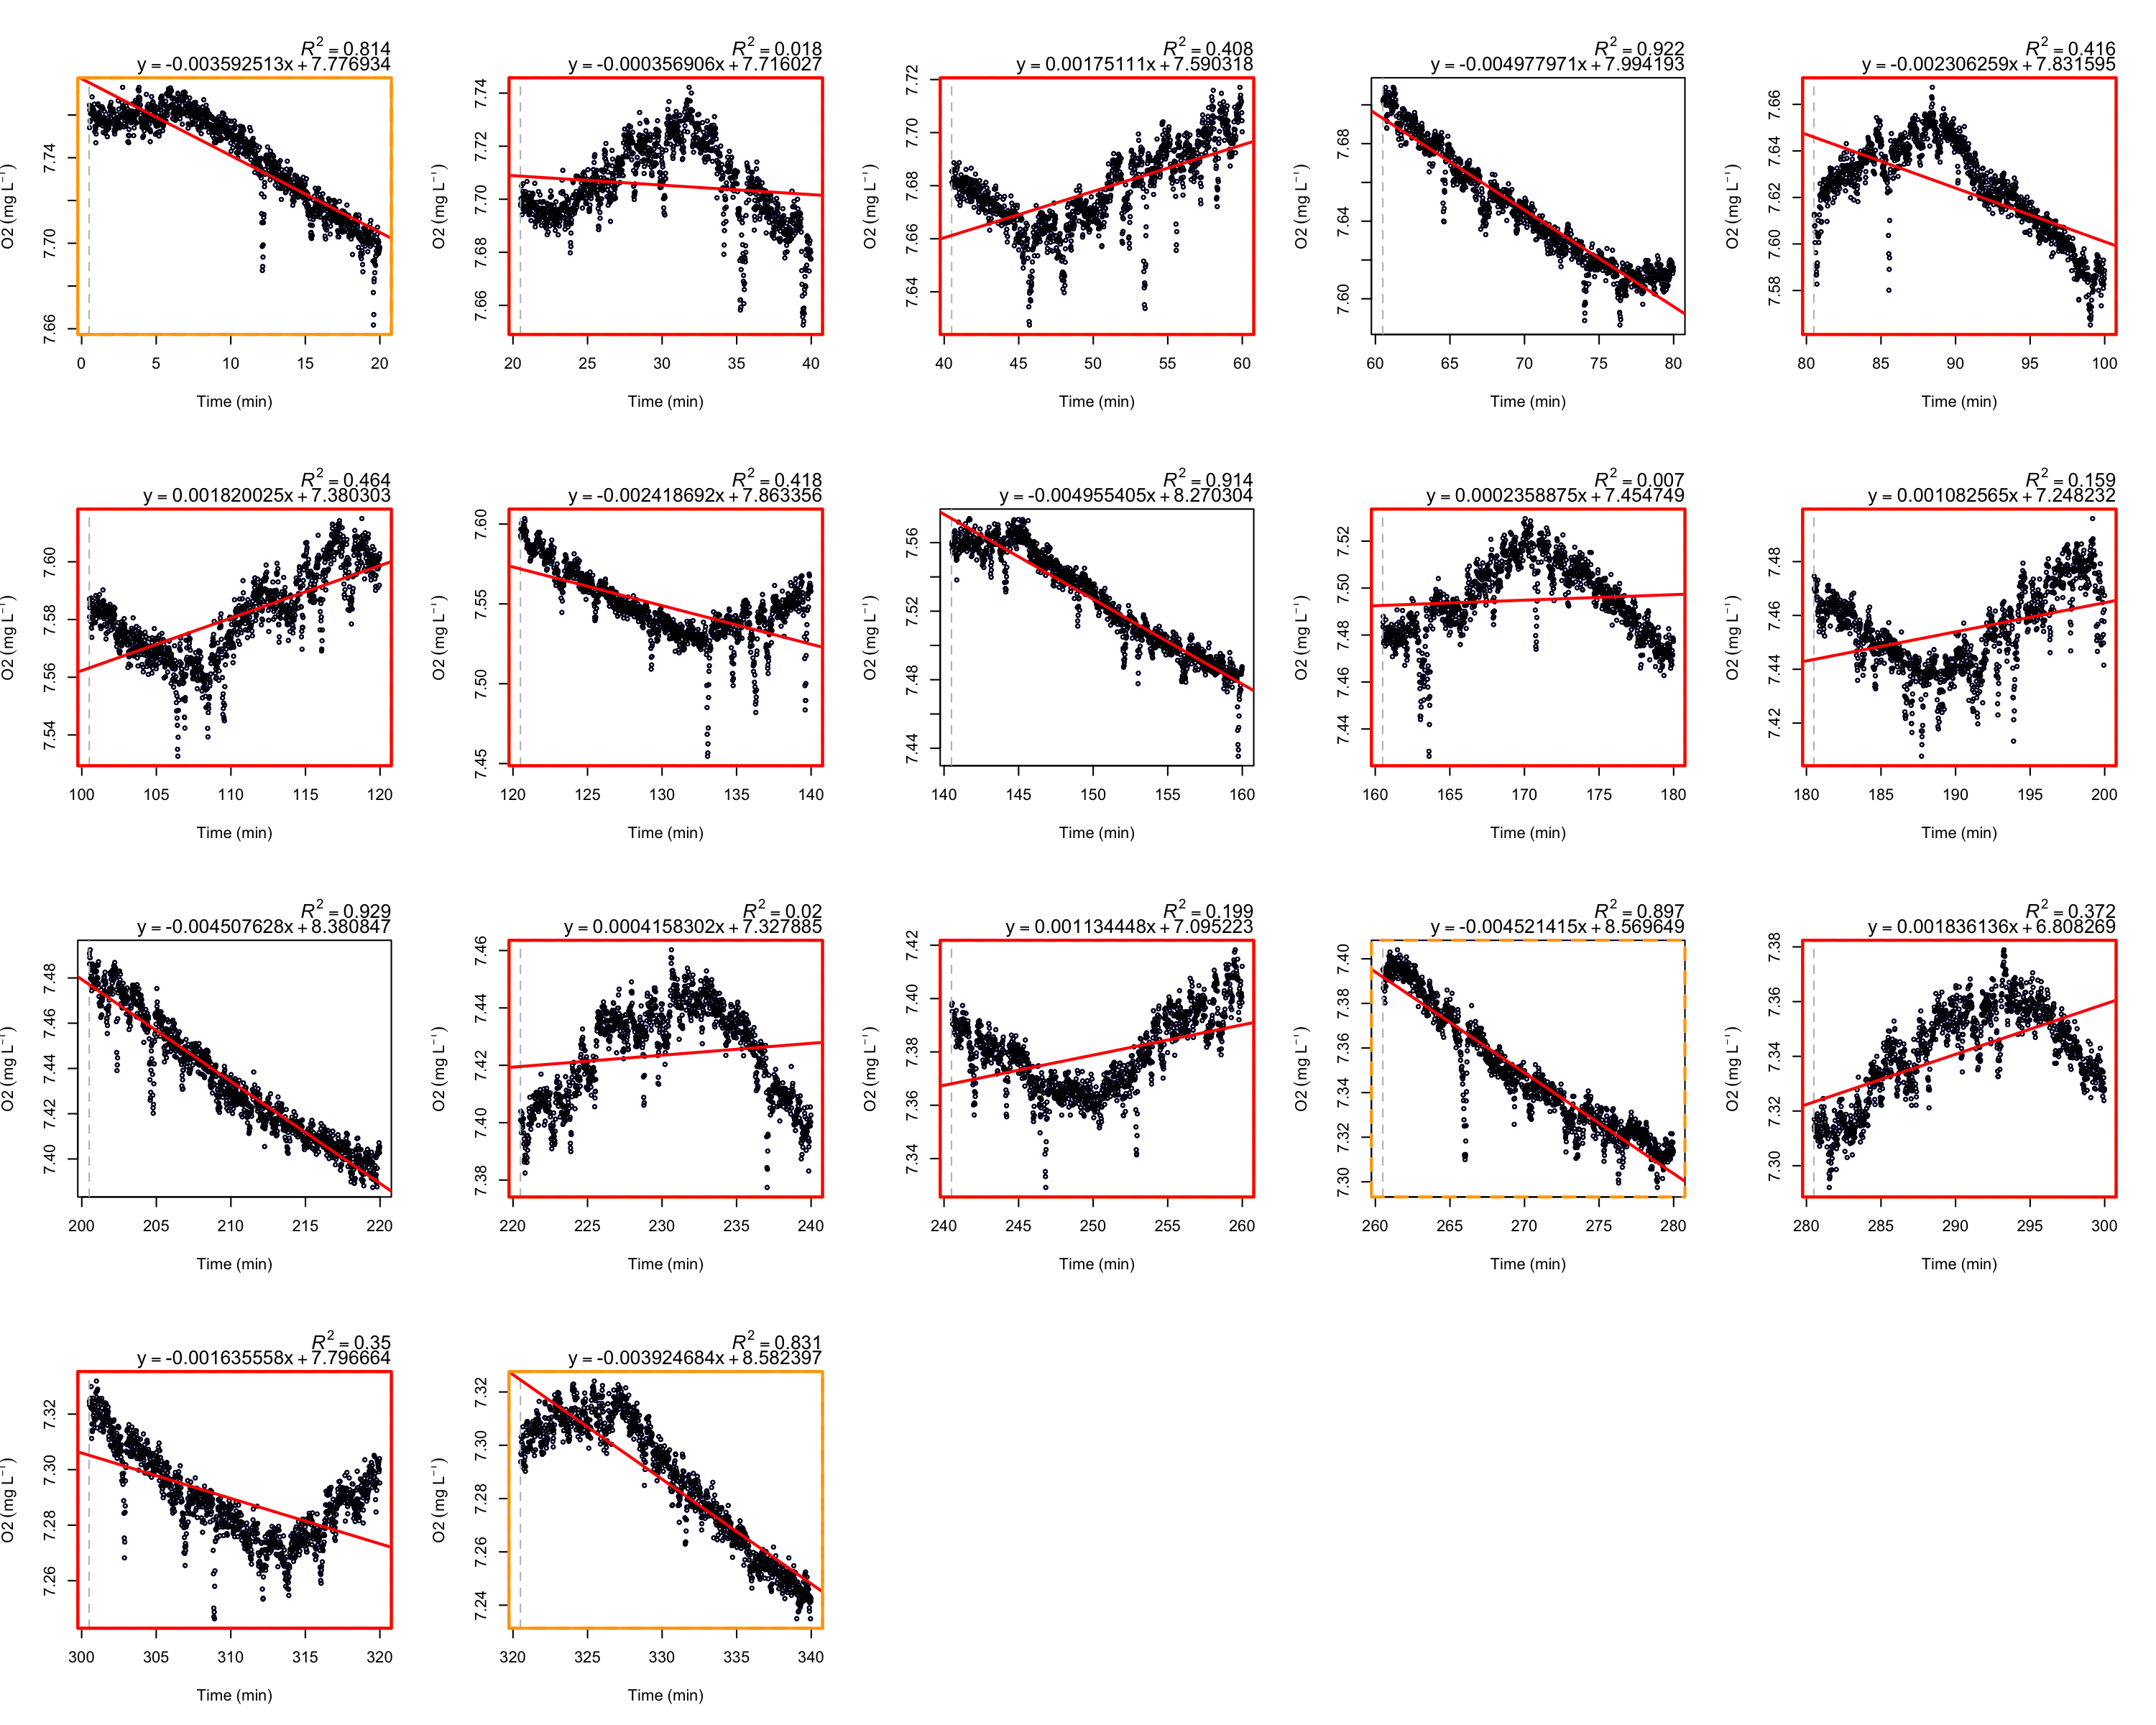 R² = 0.814
y = -0.003592513x + 7.776934
O2 (mg L⁻¹)
7.66
7.70
7.74
0 5 10 15 20
Time (min)
R² = 0.018
y = -0.000356906x + 7.716027
O2 (mg L⁻¹)
7.66
7.68
7.70
7.72
7.74
20 25 30 35 40
Time (min)
R² = 0.408
y = 0.00175111x + 7.590318
O2 (mg L⁻¹)
7.64
7.66
7.68
7.70
7.72
40 45 50 55 60
Time (min)
R² = 0.922
y = -0.004977971x + 7.994193
O2 (mg L⁻¹)
7.60
7.64
7.68
60 65 70 75 80
Time (min)
R² = 0.416
y = -0.002306259x + 7.831595
O2 (mg L⁻¹)
7.58
7.60
7.62
7.64
7.66
80 85 90 95 100
Time (min)
R² = 0.464
y = 0.001820025x + 7.380303
O2 (mg L⁻¹)
7.54
7.56
7.58
7.60
100 105 110 115 120
Time (min)
R² = 0.418
y = -0.002418692x + 7.863356
O2 (mg L⁻¹)
7.45
7.50
7.55
7.60
120 125 130 135 140
Time (min)
R² = 0.914
y = -0.004955405x + 8.270304
O2 (mg L⁻¹)
7.44
7.48
7.52
7.56
140 145 150 155 160
Time (min)
R² = 0.007
y = 0.0002358875x + 7.454749
O2 (mg L⁻¹)
7.44
7.46
7.48
7.50
7.52
160 165 170 175 180
Time (min)
R² = 0.159
y = 0.001082565x + 7.248232
O2 (mg L⁻¹)
7.42
7.44
7.46
7.48
180 185 190 195 200
Time (min)
R² = 0.929
y = -0.004507628x + 8.380847
O2 (mg L⁻¹)
7.40
7.42
7.44
7.46
7.48
200 205 210 215 220
Time (min)
R² = 0.02
y = 0.0004158302x + 7.327885
O2 (mg L⁻¹)
7.38
7.40
7.42
7.44
7.46
220 225 230 235 240
Time (min)
R² = 0.199
y = 0.001134448x + 7.095223
O2 (mg L⁻¹)
7.34
7.36
7.38
7.40
7.42
240 245 250 255 260
Time (min)
R² = 0.897
y = -0.004521415x + 8.569649
O2 (mg L⁻¹)
7.30
7.32
7.34
7.36
7.38
7.40
260 265 270 275 280
Time (min)
R² = 0.372
y = 0.001836136x + 6.808269
O2 (mg L⁻¹)
7.30
7.32
7.34
7.36
7.38
280 285 290 295 300
Time (min)
R² = 0.35
y = -0.001635558x + 7.796664
O2 (mg L⁻¹)
7.26
7.28
7.30
7.32
300 305 310 315 320
Time (min)
R² = 0.831
y = -0.003924684x + 8.582397
O2 (mg L⁻¹)
7.24
7.26
7.28
7.30
7.32
320 325 330 335 340
Time (min)